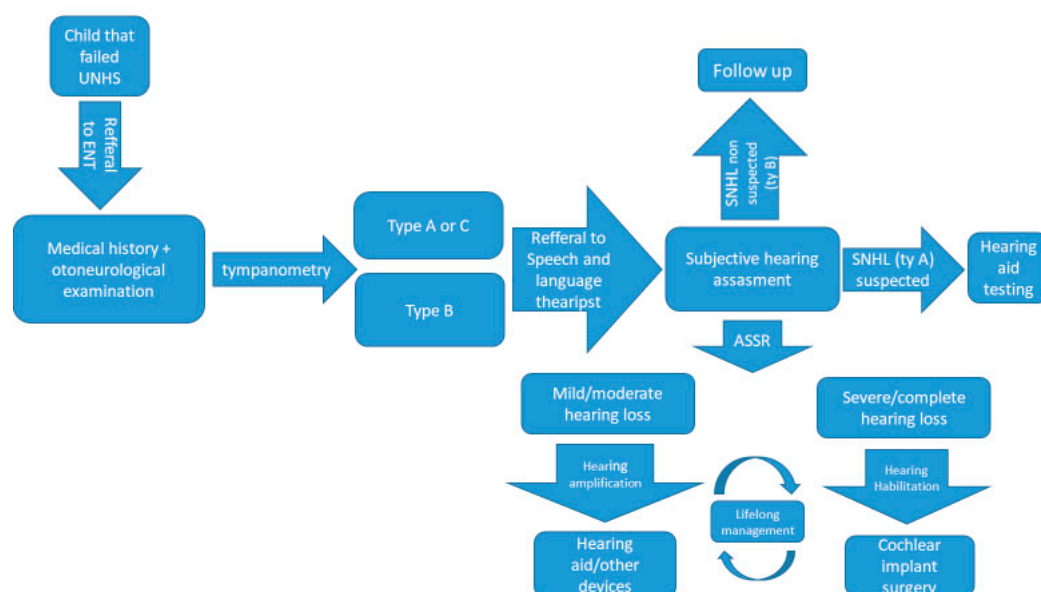 Child that
failed
UNHS
Refferal
to ENT
Medical history +
otoneurological
examination
tympanometry
Type A or C
Type B
Refferal to
Speech and
language
thearipst
Follow up
SNHL non
suspected
(ty B)
Subjective hearing
assasment
SNHL (ty A)
suspected
Hearing
aid
testing
ASSR
Mild/moderate
hearing loss
Severe/complete
hearing loss
Hearing
amplification
Hearing
Habilitation
Lifelong
management
Hearing
aid/other
devices
Cochlear
implant
surgery